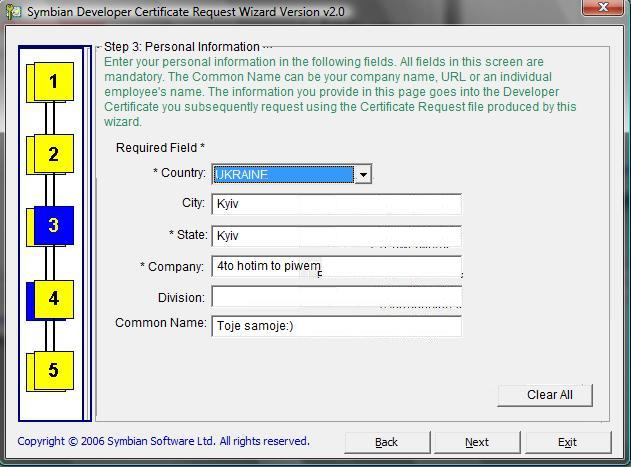 Symbian Developer Certificate Request Wizard Version v2.0
Step 3: Personal Information ...
Enter your personal information in the following fields. All fields in this screen are
mandatory. The Common Name can be your company name, URL or an individual
employee's name. The information you provide in this page goes into the Developer
Certificate you subsequently request using the Certificate Request file produced by this
wizard.
1
2
3
4
5
Required Field *
* Country: UKRAINE
City: Kyiv
* State: Kyiv
* Company: 4to hotim to piwem
Division:
Common Name: Toje samoje:)
Clear All
Copyright © 2006 Symbian Software Ltd. All rights reserved. Back Next Exit